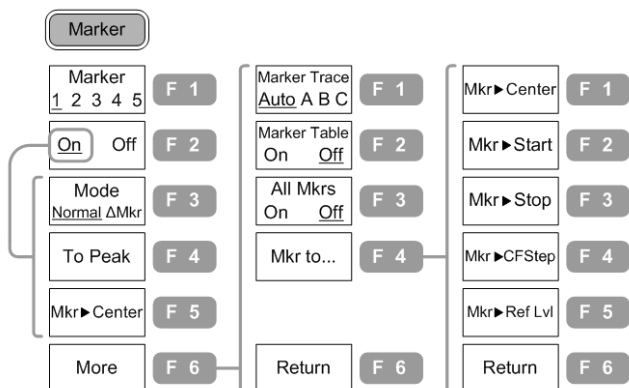 Marker
Marker
1 2 3 4 5
F 1
On Off
F 2
Mode
Normal ΔMkr
F 3
To Peak
F 4
Mkr▶Center
F 5
More
F 6
Marker Trace
Auto A B C
F 1
Marker Table
On Off
F 2
All Mkrs
On Off
F 3
Mkr to...
F 4
Return
F 6
Mkr▶Center
F 1
Mkr▶Start
F 2
Mkr▶Stop
F 3
Mkr▶CFStep
F 4
Mkr▶Ref Lvl
F 5
Return
F 6